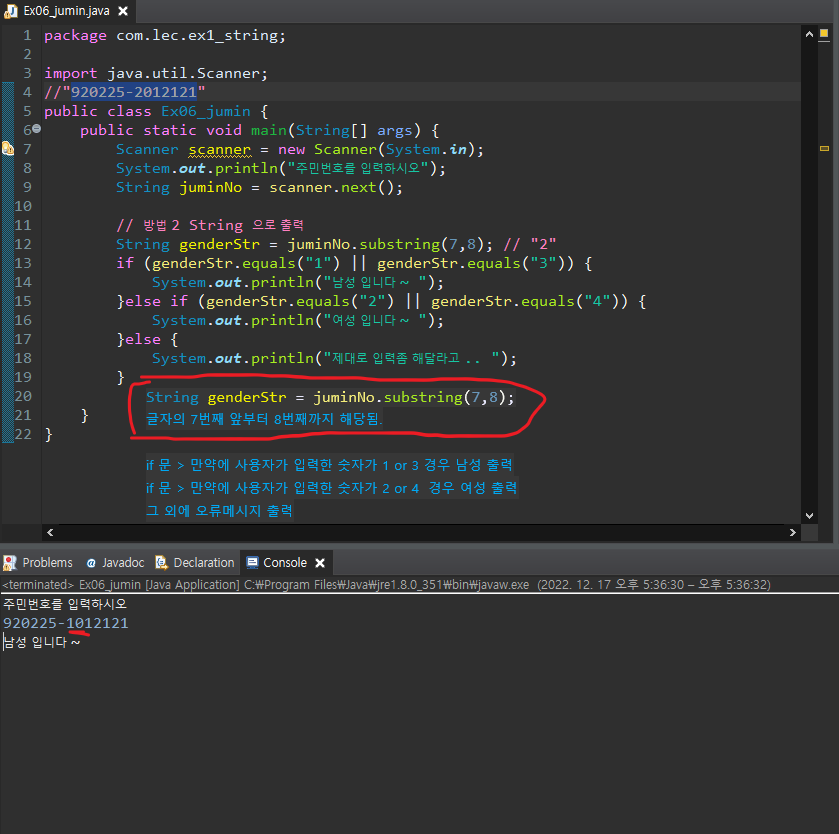 Ex06_jumin.java
1 package com.lec.ex1_string;
2
3 import java.util.Scanner;
4 //"920225-2012121"
5 public class Ex06_jumin {
6 public static void main(String[] args) {
7 Scanner scanner = new Scanner(System.in);
8 System.out.println("주민번호를 입력하시오");
9 String juminNo = scanner.next();
10
11 // 방법 2 String 으로 출력
12 String genderStr = juminNo.substring(7,8); // "2"
13 if (genderStr.equals("1") || genderStr.equals("3")) {
14 System.out.println("남성 입니다 ~ ");
15 }else if (genderStr.equals("2") || genderStr.equals("4")) {
16 System.out.println("여성 입니다 ~ ");
17 }else {
18 System.out.println("제대로 입력좀 해달라고 .. ");
19 }
20 String genderStr = juminNo.substring(7,8);
글자의 7번째 앞부터 8번째까지 해당됨.
21 }
22 }
if 문 > 만약에 사용자가 입력한 숫자가 1 or 3 경우 남성 출력
if 문 > 만약에 사용자가 입력한 숫자가 2 or 4 경우 여성 출력
그 외에 오류메시지 출력
Problems Javadoc Declaration Console
<terminated> Ex06_jumin [Java Application] C:₩Program Files₩Java₩jre1.8.0_351₩bin₩javaw.exe (2022. 12. 17 오후 5:36:30 – 오후 5:36:32)
주민번호를 입력하시오
920225-1012121
남성 입니다 ~